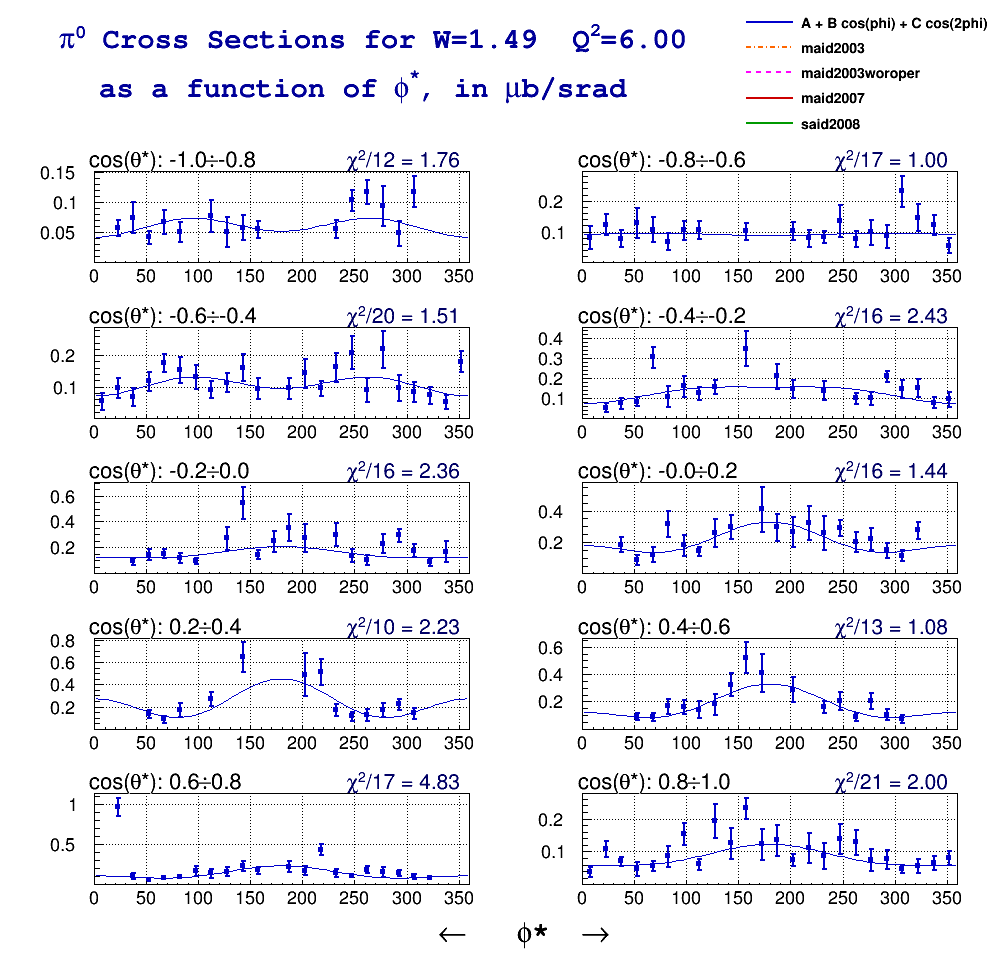 π⁰ Cross Sections for W=1.49 Q²=6.00
as a function of ϕ*, in μb/srad
A + B cos(phi) + C cos(2phi)
maid2003
maid2003woroper
maid2007
said2008
cos(θ*): -1.0÷-0.8 χ²/12 = 1.76
0.15
0.1
0.05
0 50 100 150 200 250 300 350
cos(θ*): -0.8÷-0.6 χ²/17 = 1.00
0.2
0.1
0 50 100 150 200 250 300 350
cos(θ*): -0.6÷-0.4 χ²/20 = 1.51
0.2
0.1
0 50 100 150 200 250 300 350
cos(θ*): -0.4÷-0.2 χ²/16 = 2.43
0.4
0.3
0.2
0.1
0 50 100 150 200 250 300 350
cos(θ*): -0.2÷0.0 χ²/16 = 2.36
0.6
0.4
0.2
0 50 100 150 200 250 300 350
cos(θ*): -0.0÷0.2 χ²/16 = 1.44
0.4
0.2
0 50 100 150 200 250 300 350
cos(θ*): 0.2÷0.4 χ²/10 = 2.23
0.8
0.6
0.4
0.2
0 50 100 150 200 250 300 350
cos(θ*): 0.4÷0.6 χ²/13 = 1.08
0.6
0.4
0.2
0 50 100 150 200 250 300 350
cos(θ*): 0.6÷0.8 χ²/17 = 4.83
1
0.5
0 50 100 150 200 250 300 350
cos(θ*): 0.8÷1.0 χ²/21 = 2.00
0.2
0.1
0 50 100 150 200 250 300 350
← ϕ* →